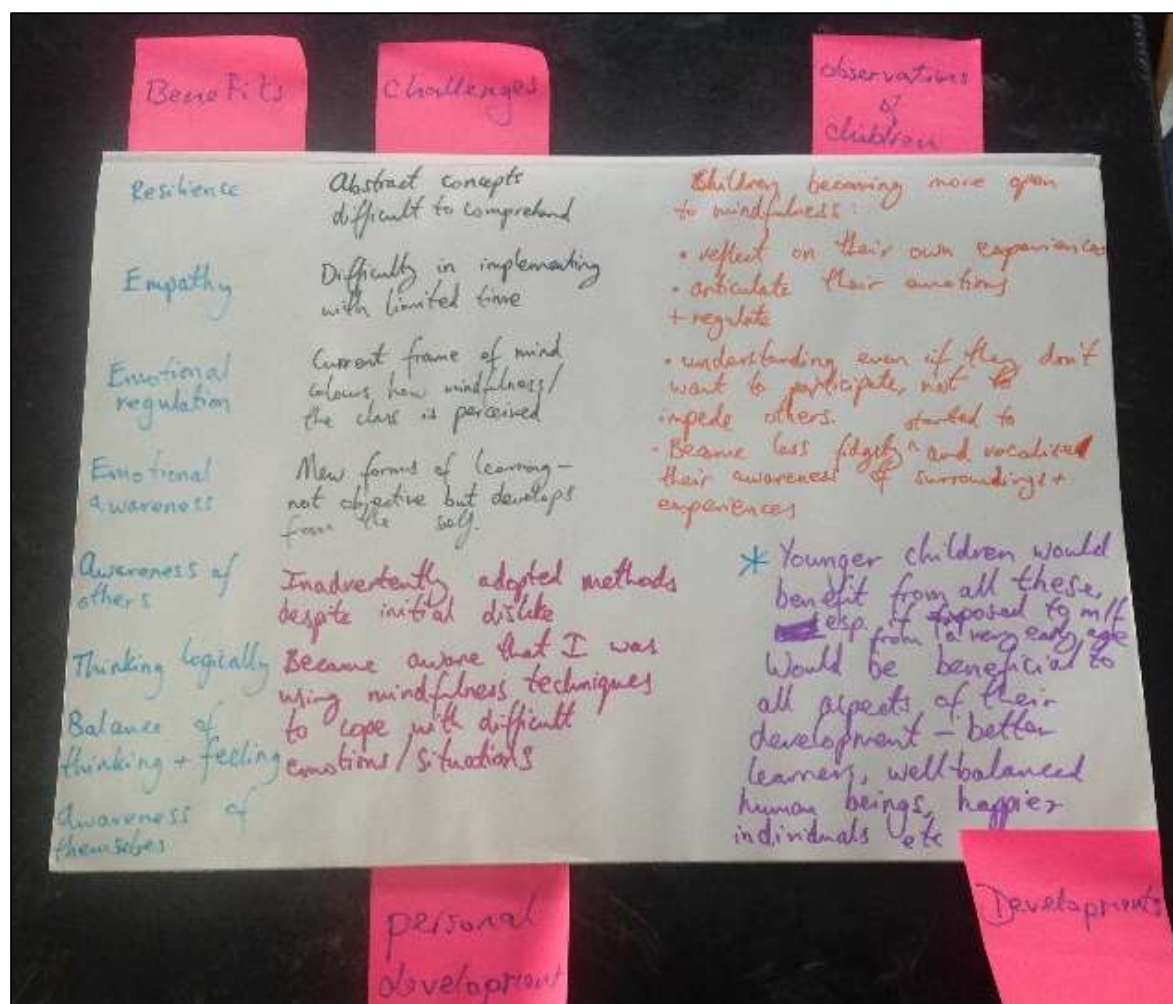 Benefits
Resilience
Empathy
Emotional
regulation
Emotional
awareness
Awareness of
others
Thinking logically
Balance of
thinking + feeling
Awareness of
themselves
Challenges
Abstract concepts
difficult to comprehend
Difficulty in implementing
with limited time
Current frame of mind
colours how mindfulness/
the class is perceived
New forms of learning -
not objective but develops
from the self.
Inadvertently adopted methods
despite initial dislike
Became aware that I was
using mindfulness techniques
to cope with difficult
emotions/situations
personal
development
observations
of
children
Children becoming more open
to mindfulness:
• reflect on their own experiences
• articulate their emotions
+ regulate
• understanding even if they don't
want to participate, not to
impede others.
started to
• Became less fidgety ^ and vocalised
their awareness of surroundings +
experiences
* Younger children would
benefit from all these,
esp. if exposed to m/f
from a very early age
Would be beneficial to
all aspects of their
development - better
learners, well-balanced
human beings, happier
individuals etc
Developments